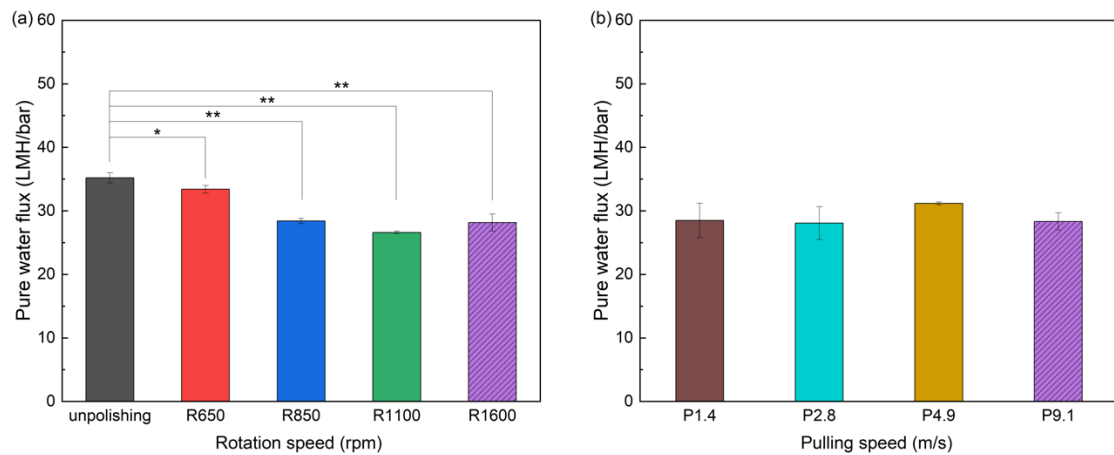 (a)
60
50
40
30
20
10
0
Pure water flux (LMH/bar)
*
**
**
**
unpolishing R650 R850 R1100 R1600
Rotation speed (rpm)
(b)
60
50
40
30
20
10
0
Pure water flux (LMH/bar)
P1.4 P2.8 P4.9 P9.1
Pulling speed (m/s)